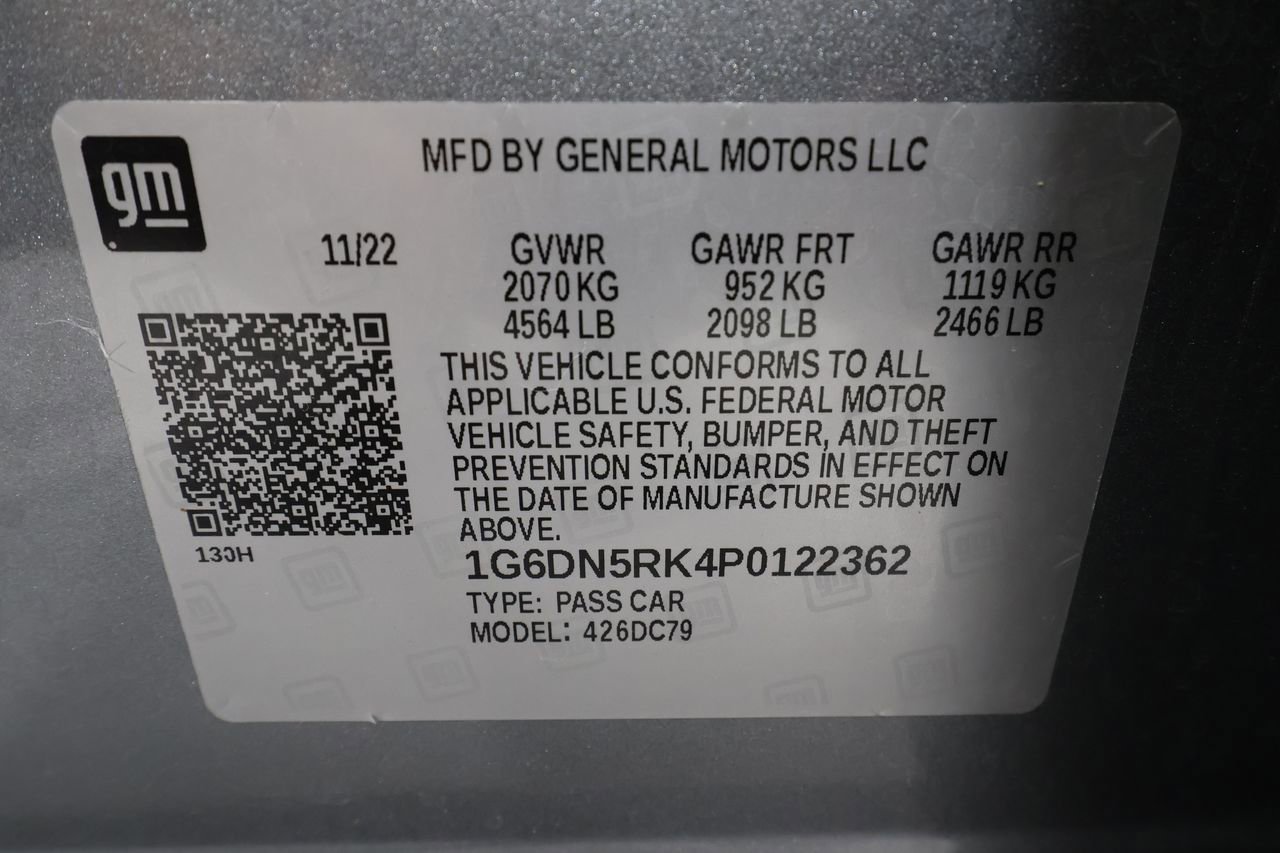 gm
MFD BY GENERAL MOTORS LLC
11/22 GVWR GAWR FRT GAWR RR
2070 KG 952 KG 1119 KG
4564 LB 2098 LB 2466 LB
THIS VEHICLE CONFORMS TO ALL
APPLICABLE U.S. FEDERAL MOTOR
VEHICLE SAFETY, BUMPER, AND THEFT
PREVENTION STANDARDS IN EFFECT ON
THE DATE OF MANUFACTURE SHOWN
ABOVE.
130H
1G6DN5RK4P0122362
TYPE: PASS CAR
MODEL: 426DC79